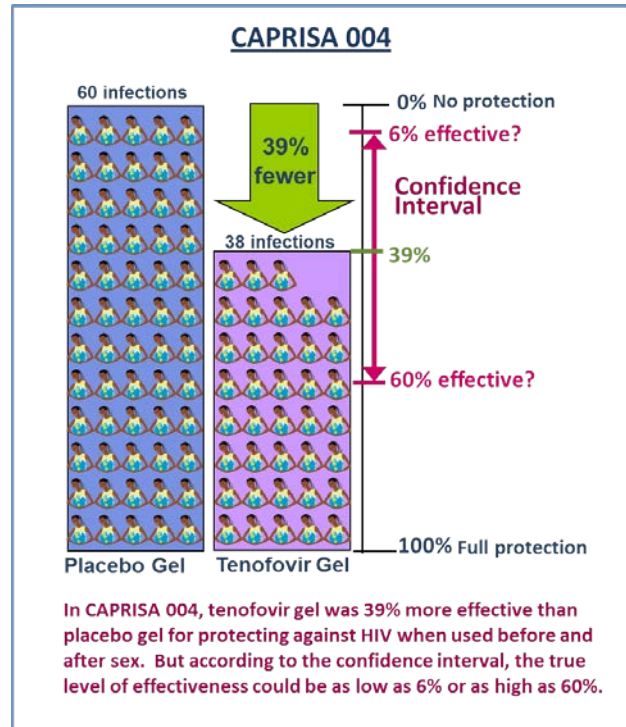 CAPRISA 004
60 infections
0% No protection
6% effective?
39%
fewer
Confidence
Interval
38 infections
39%
60% effective?
100% Full protection
Placebo Gel
Tenofovir Gel
In CAPRISA 004, tenofovir gel was 39% more effective than
placebo gel for protecting against HIV when used before and
after sex.  But according to the confidence interval, the true
level of effectiveness could be as low as 6% or as high as 60%.